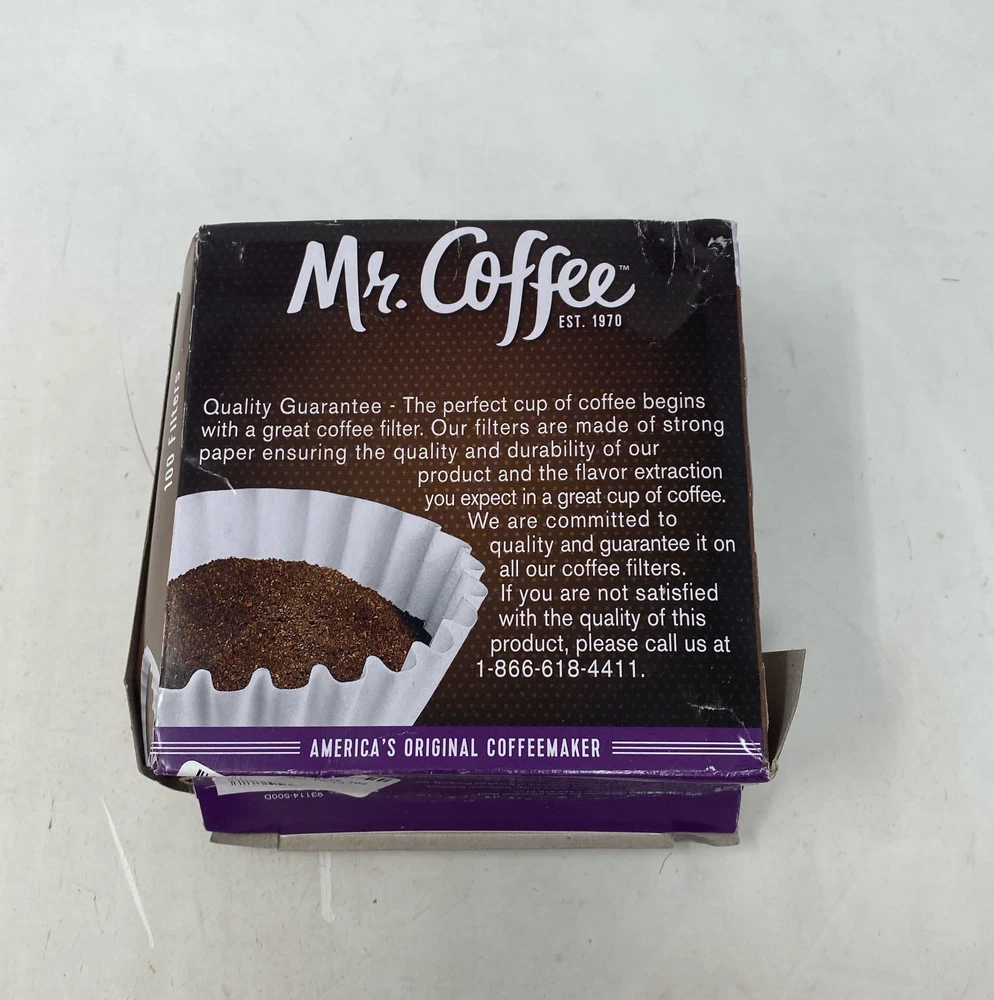 Mr. Coffee™
EST. 1970
Quality Guarantee - The perfect cup of coffee begins
with a great coffee filter. Our filters are made of strong
paper ensuring the quality and durability of our
product and the flavor extraction
you expect in a great cup of coffee.
We are committed to
quality and guarantee it on
all our coffee filters.
If you are not satisfied
with the quality of this
product, please call us at
1-866-618-4411.
AMERICA'S ORIGINAL COFFEEMAKER
100 Filters
93114-500D